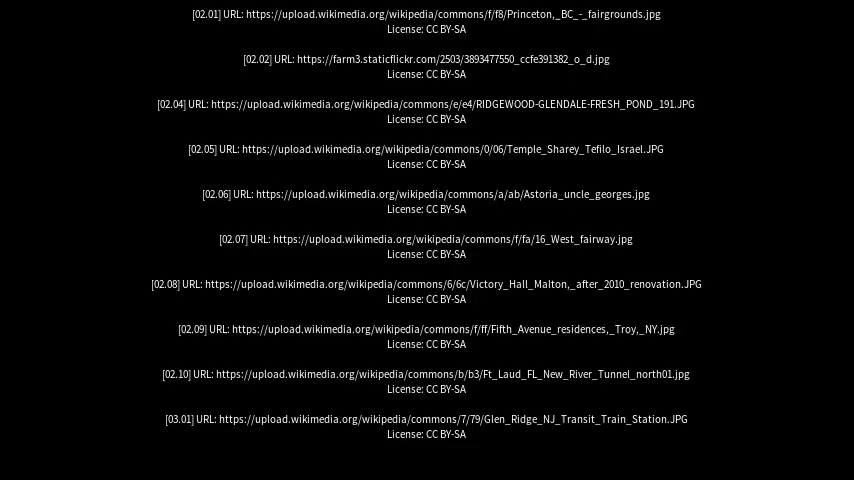 [02.01] URL: https://upload.wikimedia.org/wikipedia/commons/f/f8/Princeton,_BC_-_fairgrounds.jpg
License: CC BY-SA
[02.02] URL: https://farm3.staticflickr.com/2503/3893477550_ccfe391382_o_d.jpg
License: CC BY-SA
[02.04] URL: https://upload.wikimedia.org/wikipedia/commons/e/e4/RIDGEWOOD-GLENDALE-FRESH_POND_191.JPG
License: CC BY-SA
[02.05] URL: https://upload.wikimedia.org/wikipedia/commons/0/06/Temple_Sharey_Tefilo_Israel.JPG
License: CC BY-SA
[02.06] URL: https://upload.wikimedia.org/wikipedia/commons/a/ab/Astoria_uncle_georges.jpg
License: CC BY-SA
[02.07] URL: https://upload.wikimedia.org/wikipedia/commons/f/fa/16_West_fairway.jpg
License: CC BY-SA
[02.08] URL: https://upload.wikimedia.org/wikipedia/commons/6/6c/Victory_Hall_Malton,_after_2010_renovation.JPG
License: CC BY-SA
[02.09] URL: https://upload.wikimedia.org/wikipedia/commons/f/ff/Fifth_Avenue_residences,_Troy,_NY.jpg
License: CC BY-SA
[02.10] URL: https://upload.wikimedia.org/wikipedia/commons/b/b3/Ft_Laud_FL_New_River_Tunnel_north01.jpg
License: CC BY-SA
[03.01] URL: https://upload.wikimedia.org/wikipedia/commons/7/79/Glen_Ridge_NJ_Transit_Train_Station.JPG
License: CC BY-SA